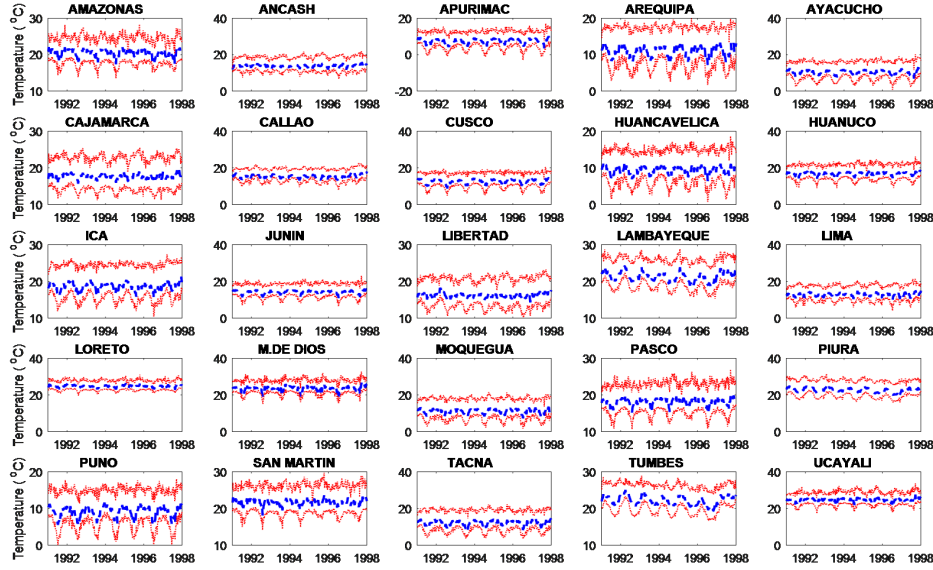 AMAZONAS ANCASH APURIMAC AREQUIPA AYACUCHO
Temperature ( °C)
30 40 20 20 40
20 20 0 10 20
10 0 -20 0 0
1992 1994 1996 1998 1992 1994 1996 1998 1992 1994 1996 1998 1992 1994 1996 1998 1992 1994 1996 1998
CAJAMARCA CALLAO CUSCO HUANCAVELICA HUANUCO
Temperature ( °C)
30 40 40 20 40
20 20 20 10 20
10 0 0 0 0
1992 1994 1996 1998 1992 1994 1996 1998 1992 1994 1996 1998 1992 1994 1996 1998 1992 1994 1996 1998
ICA JUNIN LIBERTAD LAMBAYEQUE LIMA
Temperature ( °C)
30 40 30 30 40
20 20 20 20 20
10 0 10 10 0
1992 1994 1996 1998 1992 1994 1996 1998 1992 1994 1996 1998 1992 1994 1996 1998 1992 1994 1996 1998
LORETO M.DE DIOS MOQUEGUA PASCO PIURA
Temperature ( °C)
40 40 40 30 40
20 20 20 20 20
0 0 0 10 0
1992 1994 1996 1998 1992 1994 1996 1998 1992 1994 1996 1998 1992 1994 1996 1998 1992 1994 1996 1998
PUNO SAN MARTIN TACNA TUMBES UCAYALI
Temperature ( °C)
20 30 40 30 40
10 20 20 20 20
0 10 0 10 0
1992 1994 1996 1998 1992 1994 1996 1998 1992 1994 1996 1998 1992 1994 1996 1998 1992 1994 1996 1998